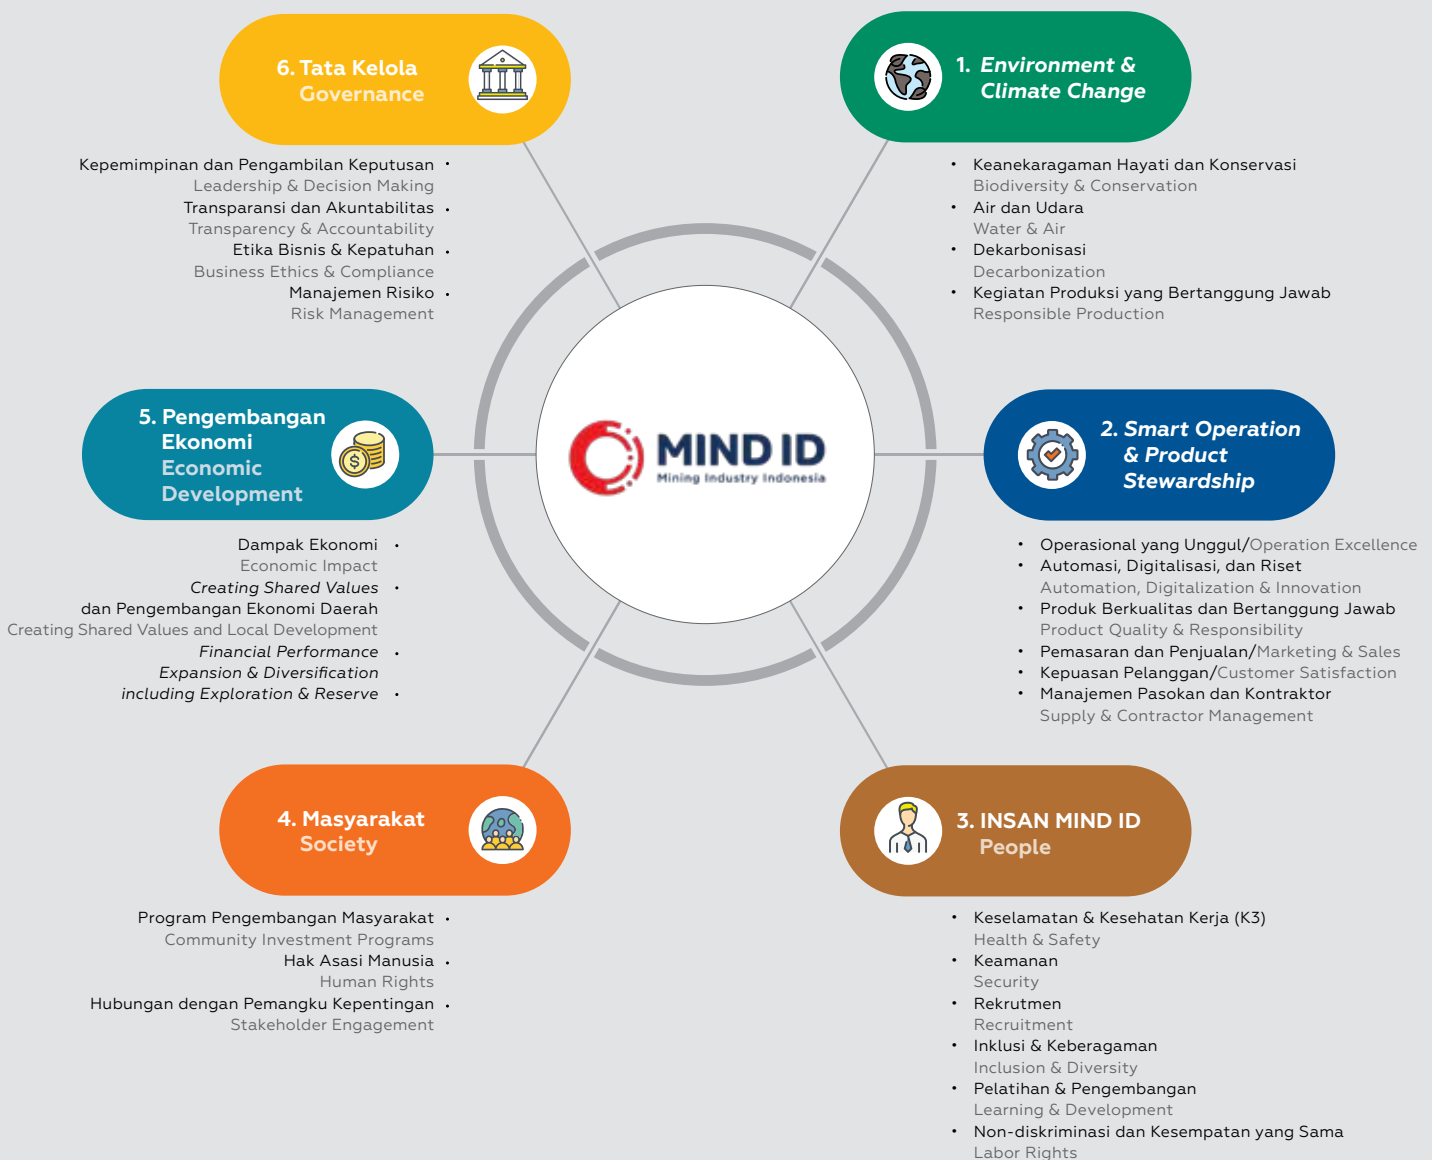 6. Tata Kelola
Governance
Kepemimpinan dan Pengambilan Keputusan •
Leadership & Decision Making
Transparansi dan Akuntabilitas •
Transparency & Accountability
Etika Bisnis & Kepatuhan •
Business Ethics & Compliance
Manajemen Risiko •
Risk Management
1. Environment &
Climate Change
• Keanekaragaman Hayati dan Konservasi
Biodiversity & Conservation
• Air dan Udara
Water & Air
• Dekarbonisasi
Decarbonization
• Kegiatan Produksi yang Bertanggung Jawab
Responsible Production
5. Pengembangan
Ekonomi
Economic
Development
Dampak Ekonomi •
Economic Impact
Creating Shared Values •
dan Pengembangan Ekonomi Daerah
Creating Shared Values and Local Development
Financial Performance •
Expansion & Diversification
including Exploration & Reserve •
MIND ID
Mining Industry Indonesia
2. Smart Operation
& Product
Stewardship
• Operasional yang Unggul/Operation Excellence
• Automasi, Digitalisasi, dan Riset
Automation, Digitalization & Innovation
• Produk Berkualitas dan Bertanggung Jawab
Product Quality & Responsibility
• Pemasaran dan Penjualan/Marketing & Sales
• Kepuasan Pelanggan/Customer Satisfaction
• Manajemen Pasokan dan Kontraktor
Supply & Contractor Management
4. Masyarakat
Society
Program Pengembangan Masyarakat •
Community Investment Programs
Hak Asasi Manusia •
Human Rights
Hubungan dengan Pemangku Kepentingan •
Stakeholder Engagement
3. INSAN MIND ID
People
• Keselamatan & Kesehatan Kerja (K3)
Health & Safety
• Keamanan
Security
• Rekrutmen
Recruitment
• Inklusi & Keberagaman
Inclusion & Diversity
• Pelatihan & Pengembangan
Learning & Development
• Non-diskriminasi dan Kesempatan yang Sama
Labor Rights